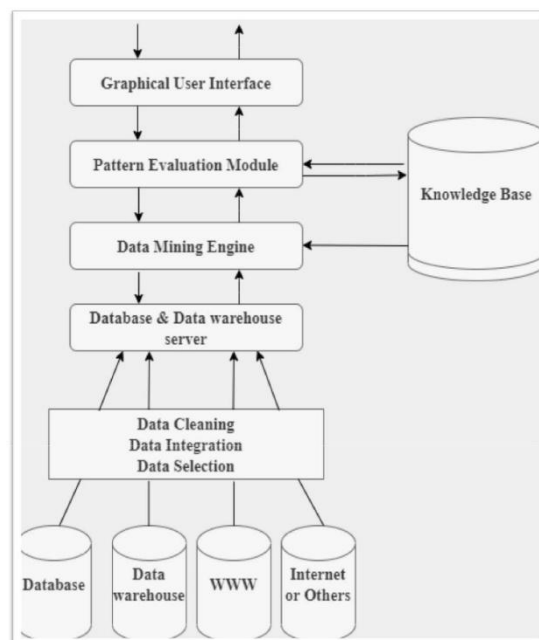 Graphical User Interface
Pattern Evaluation Module
Knowledge Base
Data Mining Engine
Database & Data warehouse
server
Data Cleaning
Data Integration
Data Selection
Database
Data
warehouse
WWW
Internet
or Others